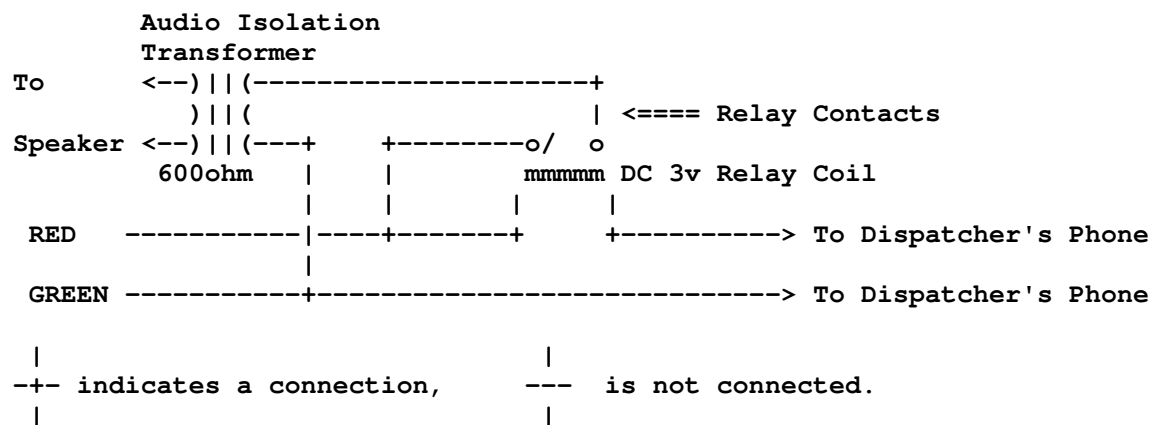 Audio Isolation
        Transformer
To      <--)||(---------------------+
           )||(                     | <==== Relay Contacts
Speaker <--)||(---+    +--------o/  o
         600ohm   |    |        mmmmm DC 3v Relay Coil
                  |    |       |     |
 RED   -----------|----+-------+     +----------> To Dispatcher's Phone
                  |
 GREEN -----------+-----------------------------> To Dispatcher's Phone
 |                               |
-+- indicates a connection,     ---  is not connected.
 |                               |